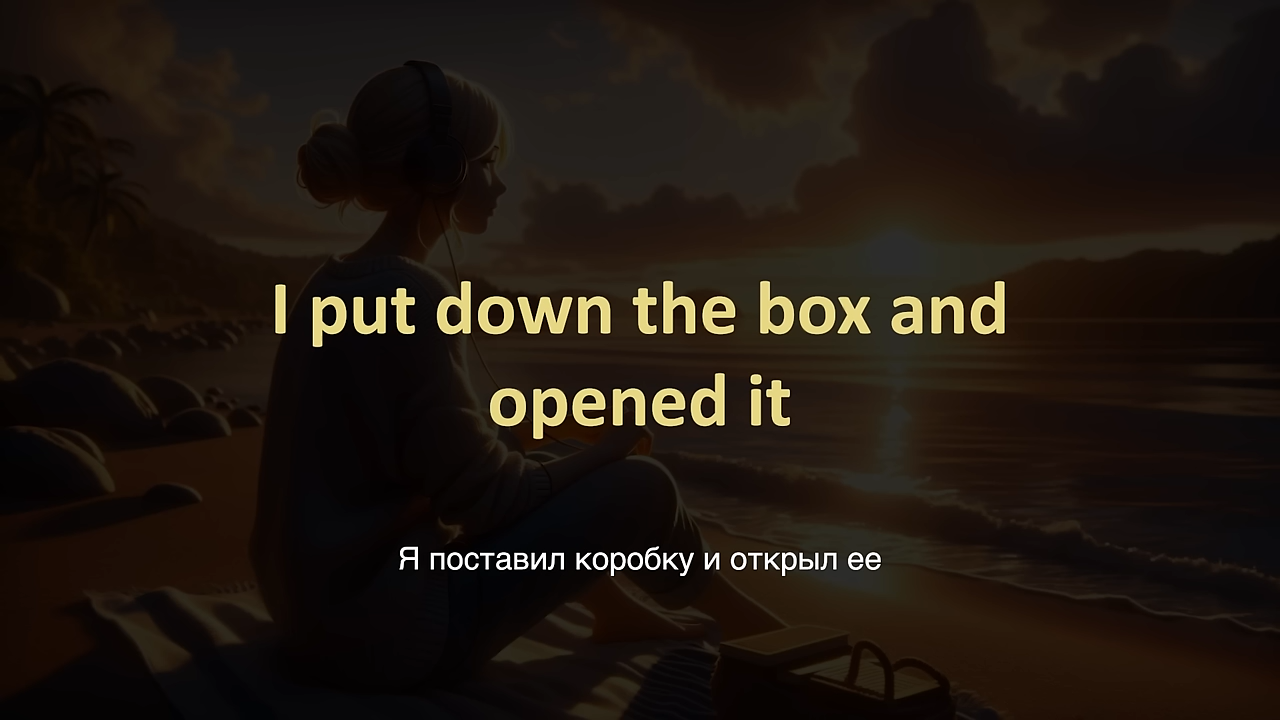 I put down the box and
opened it
Я поставил коробку и открыл ее